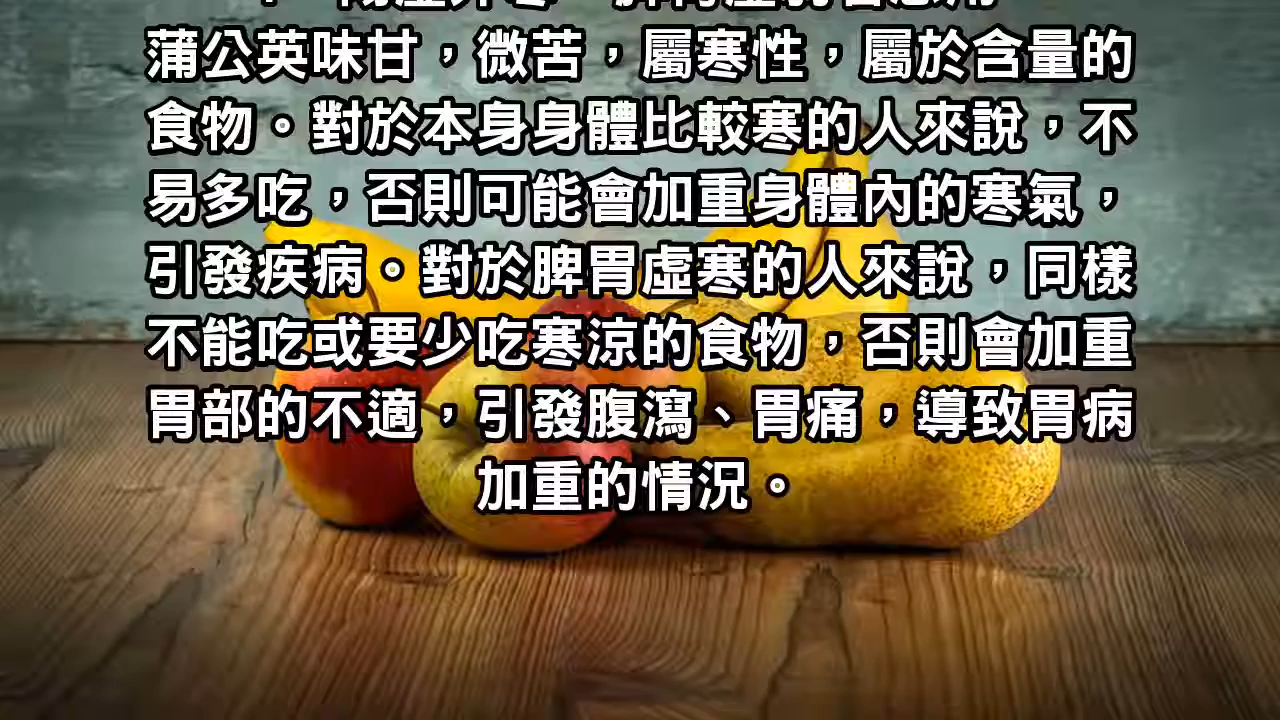 蒲公英味甘，微苦，屬寒性，屬於含量的
食物。對於本身身體比較寒的人來說，不
易多吃，否則可能會加重身體內的寒氣，
引發疾病。對於脾胃虛寒的人來說，同樣
不能吃或要少吃寒涼的食物，否則會加重
胃部的不適，引發腹瀉、胃痛，導致胃病
加重的情況。